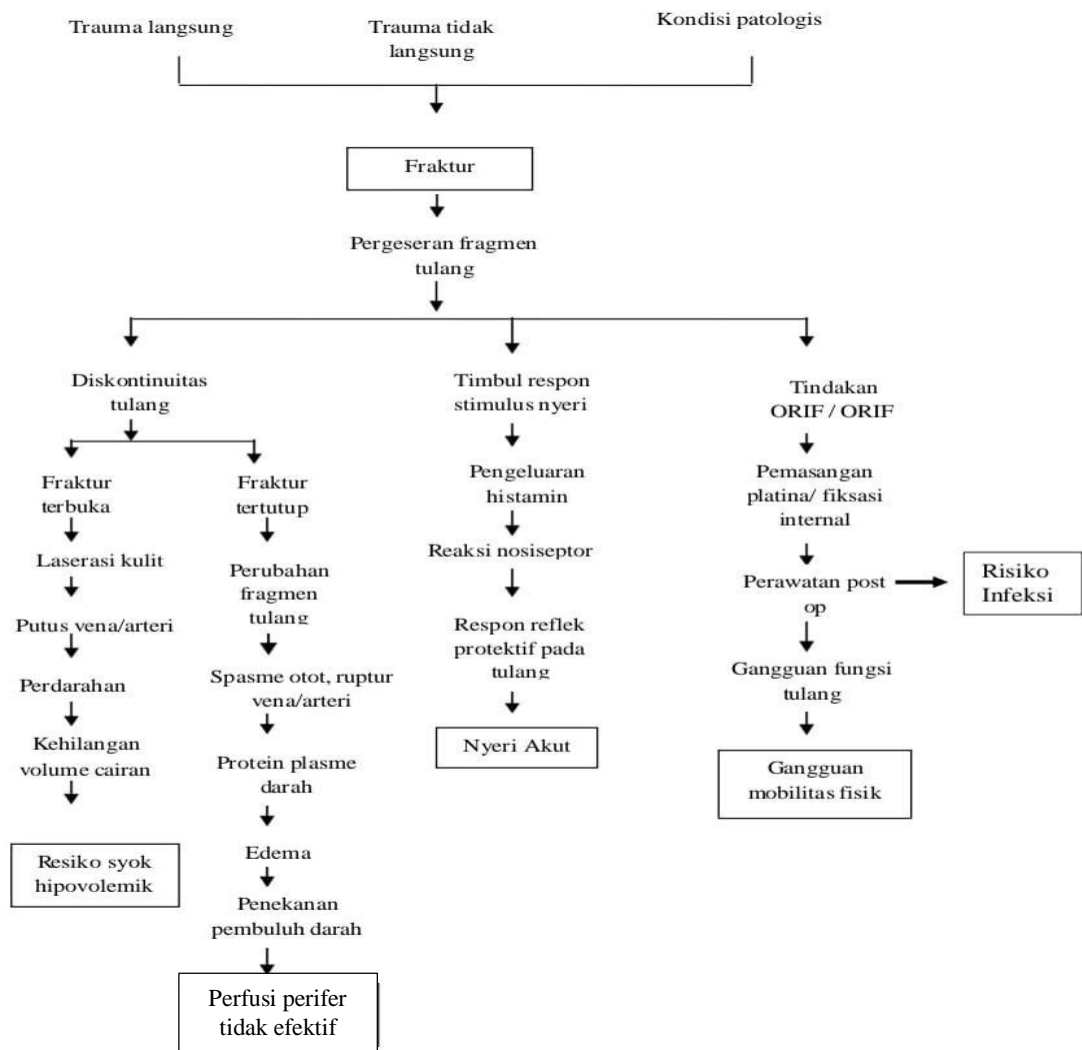 Trauma langsung
Trauma tidak
langsung
Kondisi patologis
Fraktur
Pergeseran fragmen
tulang
Diskontinuitas
tulang
Timbul respon
stimulus nyeri
Tindakan
ORIF / ORIF
Fraktur
terbuka
Fraktur
tertutup
Pengeluaran
histamin
Pemasangan
platina/ fiksasi
internal
Laserasi kulit
Perubahan
fragmen
tulang
Reaksi nosiseptor
Perawatan post
op
Risiko
Infeksi
Putus vena/arteri
Respon reflek
protektif pada
tulang
Gangguan fungsi
tulang
Perdarahan
Spasme otot, ruptur
vena/arteri
Nyeri Akut
Kehilangan
volume cairan
Protein plasme
darah
Gangguan
mobilitas fisik
Resiko syok
hipovolemik
Edema
Penekanan
pembuluh darah
Perfusi perifer
tidak efektif